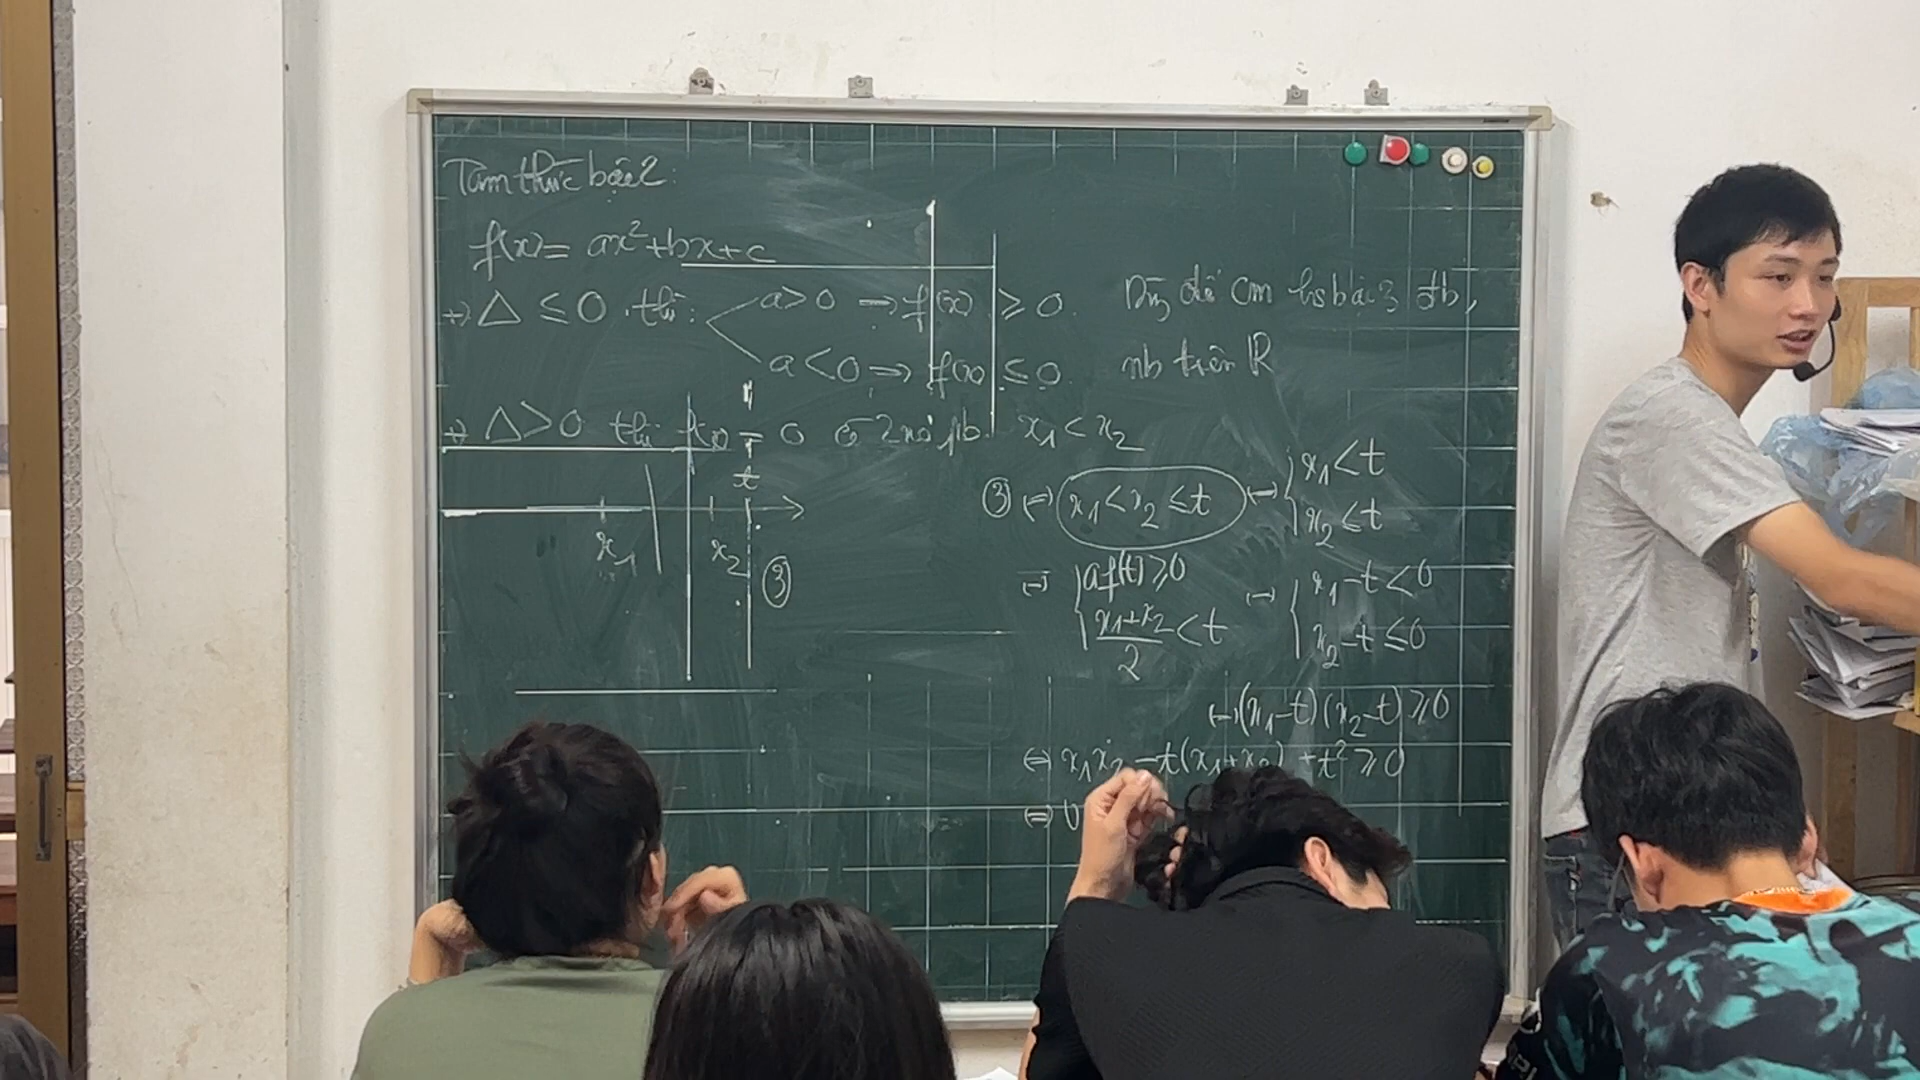 Tam thức bậc 2:
f(x) = ax²+bx+c
+) Δ ≤ 0 thì: a > 0 ⇒ f(x) ≥ 0.
a < 0 ⇒ f(x) ≤ 0.
Dùng để cm hs bậc 3 đb,
nb trên R
+) Δ > 0 thì f(x) = 0 có 2 no pb x₁ < x₂
t
x₁ x₂ ③
③ ⇔ x₁ < x₂ ≤ t ⇔ { x₁ < t
x₂ ≤ t
⇔ { af(t) ≥ 0
(x₁+x₂)/2 < t
⇔ { x₁ - t < 0
x₂ - t ≤ 0
⇔ (x₁-t)(x₂-t) ≥ 0
⇔ x₁x₂ - t(x₁+x₂) + t² ≥ 0
⇔